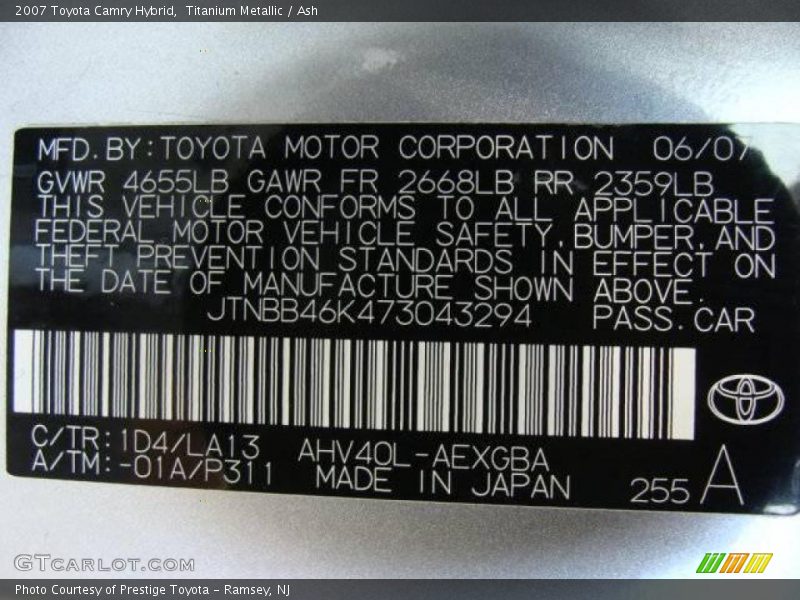 2007 Toyota Camry Hybrid, Titanium Metallic / Ash
MFD. BY: TOYOTA MOTOR CORPORATION 06/07
GVWR 4655LB GAWR FR 2668LB RR 2359LB
THIS VEHICLE CONFORMS TO ALL APPLICABLE
FEDERAL MOTOR VEHICLE SAFETY, BUMPER, AND
THEFT PREVENTION STANDARDS IN EFFECT ON
THE DATE OF MANUFACTURE SHOWN ABOVE.
JTNBB46K473043294 PASS. CAR
C/TR: 1D4/LA13 AHV40L-AEXGBA
A/TM: -01A/P311 MADE IN JAPAN 255 A
GTCARLOT.COM
Photo Courtesy of Prestige Toyota - Ramsey, NJ